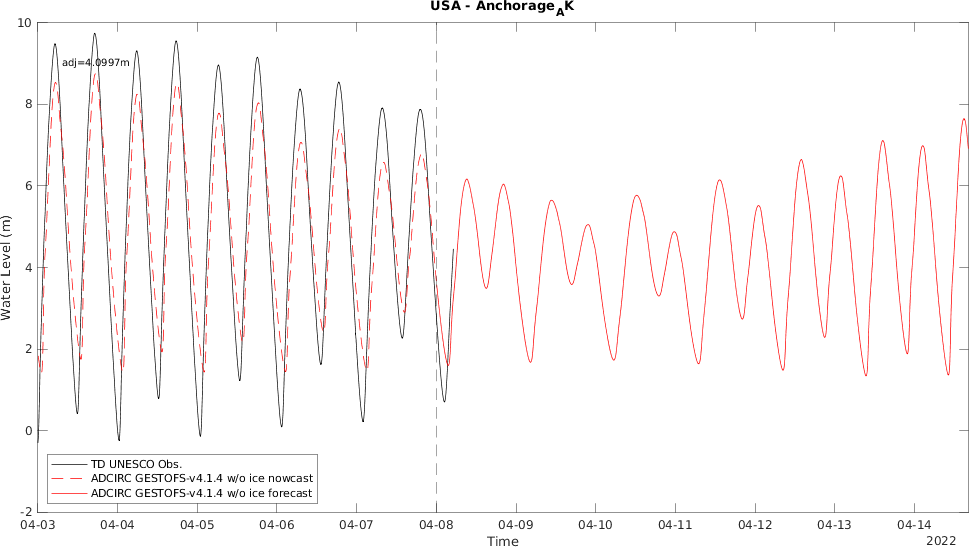 USA - Anchorage_AK
10
adj=4.0997m
8
6
4
2
0
-2
Water Level (m)
TD UNESCO Obs.
ADCIRC GESTOFS-v4.1.4 w/o ice nowcast
ADCIRC GESTOFS-v4.1.4 w/o ice forecast
04-03 04-04 04-05 04-06 04-07 04-08 04-09 04-10 04-11 04-12 04-13 04-14
Time
2022